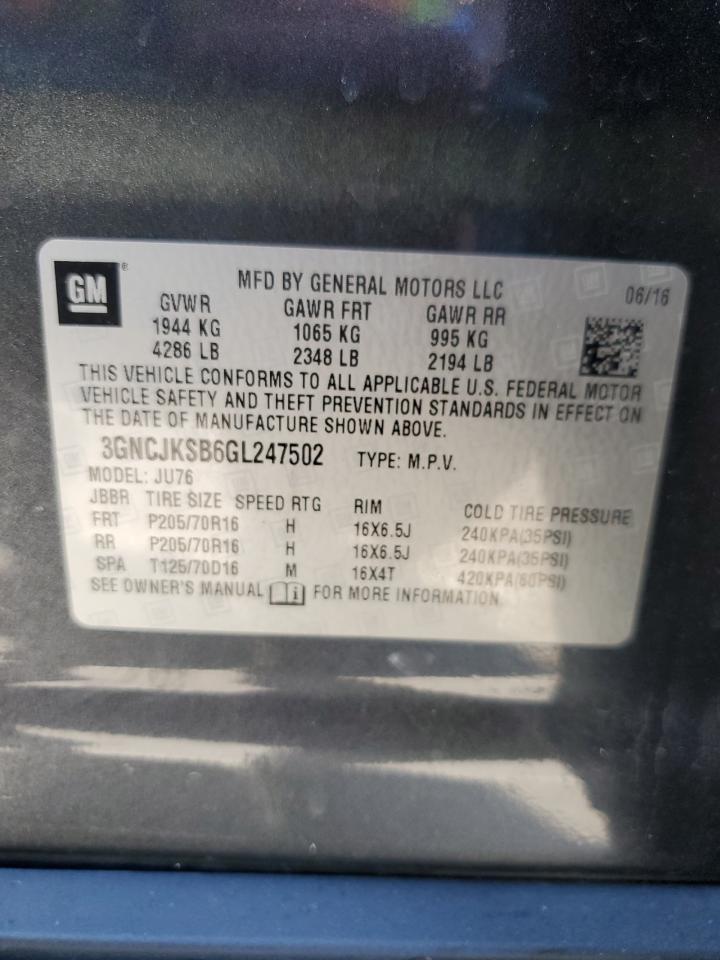 GM®
MFD BY GENERAL MOTORS LLC 06/16
GVWR GAWR FRT GAWR RR
1944 KG 1065 KG 995 KG
4286 LB 2348 LB 2194 LB
THIS VEHICLE CONFORMS TO ALL APPLICABLE U.S. FEDERAL MOTOR
VEHICLE SAFETY AND THEFT PREVENTION STANDARDS IN EFFECT ON
THE DATE OF MANUFACTURE SHOWN ABOVE.
3GNCJKSB6GL247502 TYPE: M.P.V.
MODEL: JU76
JBBR TIRE SIZE SPEED RTG RIM COLD TIRE PRESSURE
FRT P205/70R16 H 16X6.5J 240KPA(35PSI)
RR P205/70R16 H 16X6.5J 240KPA(35PSI)
SPA T125/70D16 M 16X4T 420KPA(60PSI)
SEE OWNER'S MANUAL i FOR MORE INFORMATION